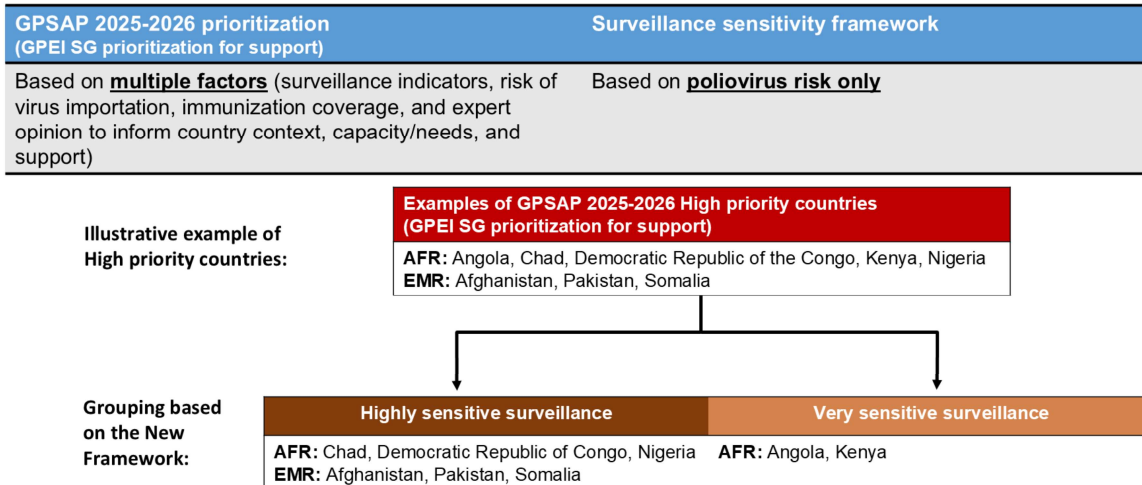 GPSAP 2025-2026 prioritization
(GPEI SG prioritization for support)
Surveillance sensitivity framework
Based on multiple factors (surveillance indicators, risk of
virus importation, immunization coverage, and expert
opinion to inform country context, capacity/needs, and
support)
Based on poliovirus risk only
Illustrative example of
High priority countries:
Examples of GPSAP 2025-2026 High priority countries
(GPEI SG prioritization for support)
AFR: Angola, Chad, Democratic Republic of the Congo, Kenya, Nigeria
EMR: Afghanistan, Pakistan, Somalia
Grouping based
on the New
Framework:
Highly sensitive surveillance
AFR: Chad, Democratic Republic of Congo, Nigeria
EMR: Afghanistan, Pakistan, Somalia
Very sensitive surveillance
AFR: Angola, Kenya